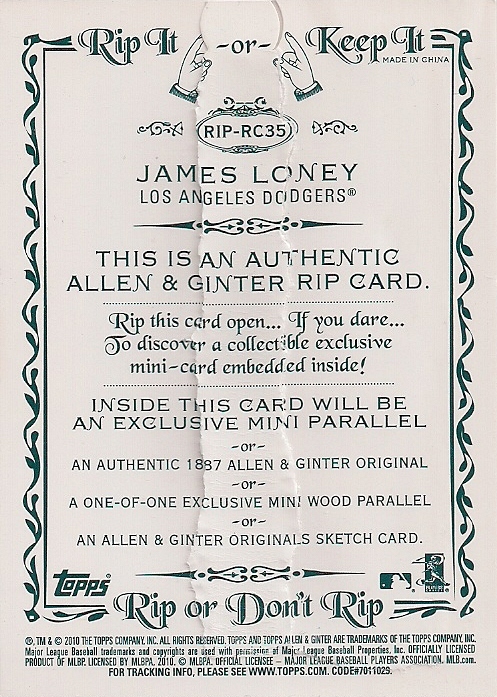 Rip It -or- Keep It
MADE IN CHINA
RIP-RC35
JAMES LONEY
LOS ANGELES DODGERS®
THIS IS AN AUTHENTIC
ALLEN & GINTER RIP CARD.
Rip this card open... If you dare...
To discover a collectible exclusive
mini-card embedded inside!
INSIDE THIS CARD WILL BE
AN EXCLUSIVE MINI PARALLEL
-or-
AN AUTHENTIC 1887 ALLEN & GINTER ORIGINAL
-or-
A ONE-OF-ONE EXCLUSIVE MINI WOOD PARALLEL
-or-
AN ALLEN & GINTER ORIGINALS SKETCH CARD.
topps
Rip or Don't Rip
®, TM & © 2010 THE TOPPS COMPANY, INC. ALL RIGHTS RESERVED. TOPPS AND TOPPS ALLEN & GINTER ARE TRADEMARKS OF THE TOPPS COMPANY, INC.
Major League Baseball trademarks and copyrights are used with permission of Major League Baseball Properties, Inc. OFFICIALLY LICENSED
PRODUCT OF MLBP. LICENSED BY MLBPA, 2010. © MLBPA. OFFICIAL LICENSEE – MAJOR LEAGUE BASEBALL PLAYERS ASSOCIATION. MLB.com.
FOR TRACKING INFO, PLEASE SEE WWW.TOPPS.COM. CODE#7011029.